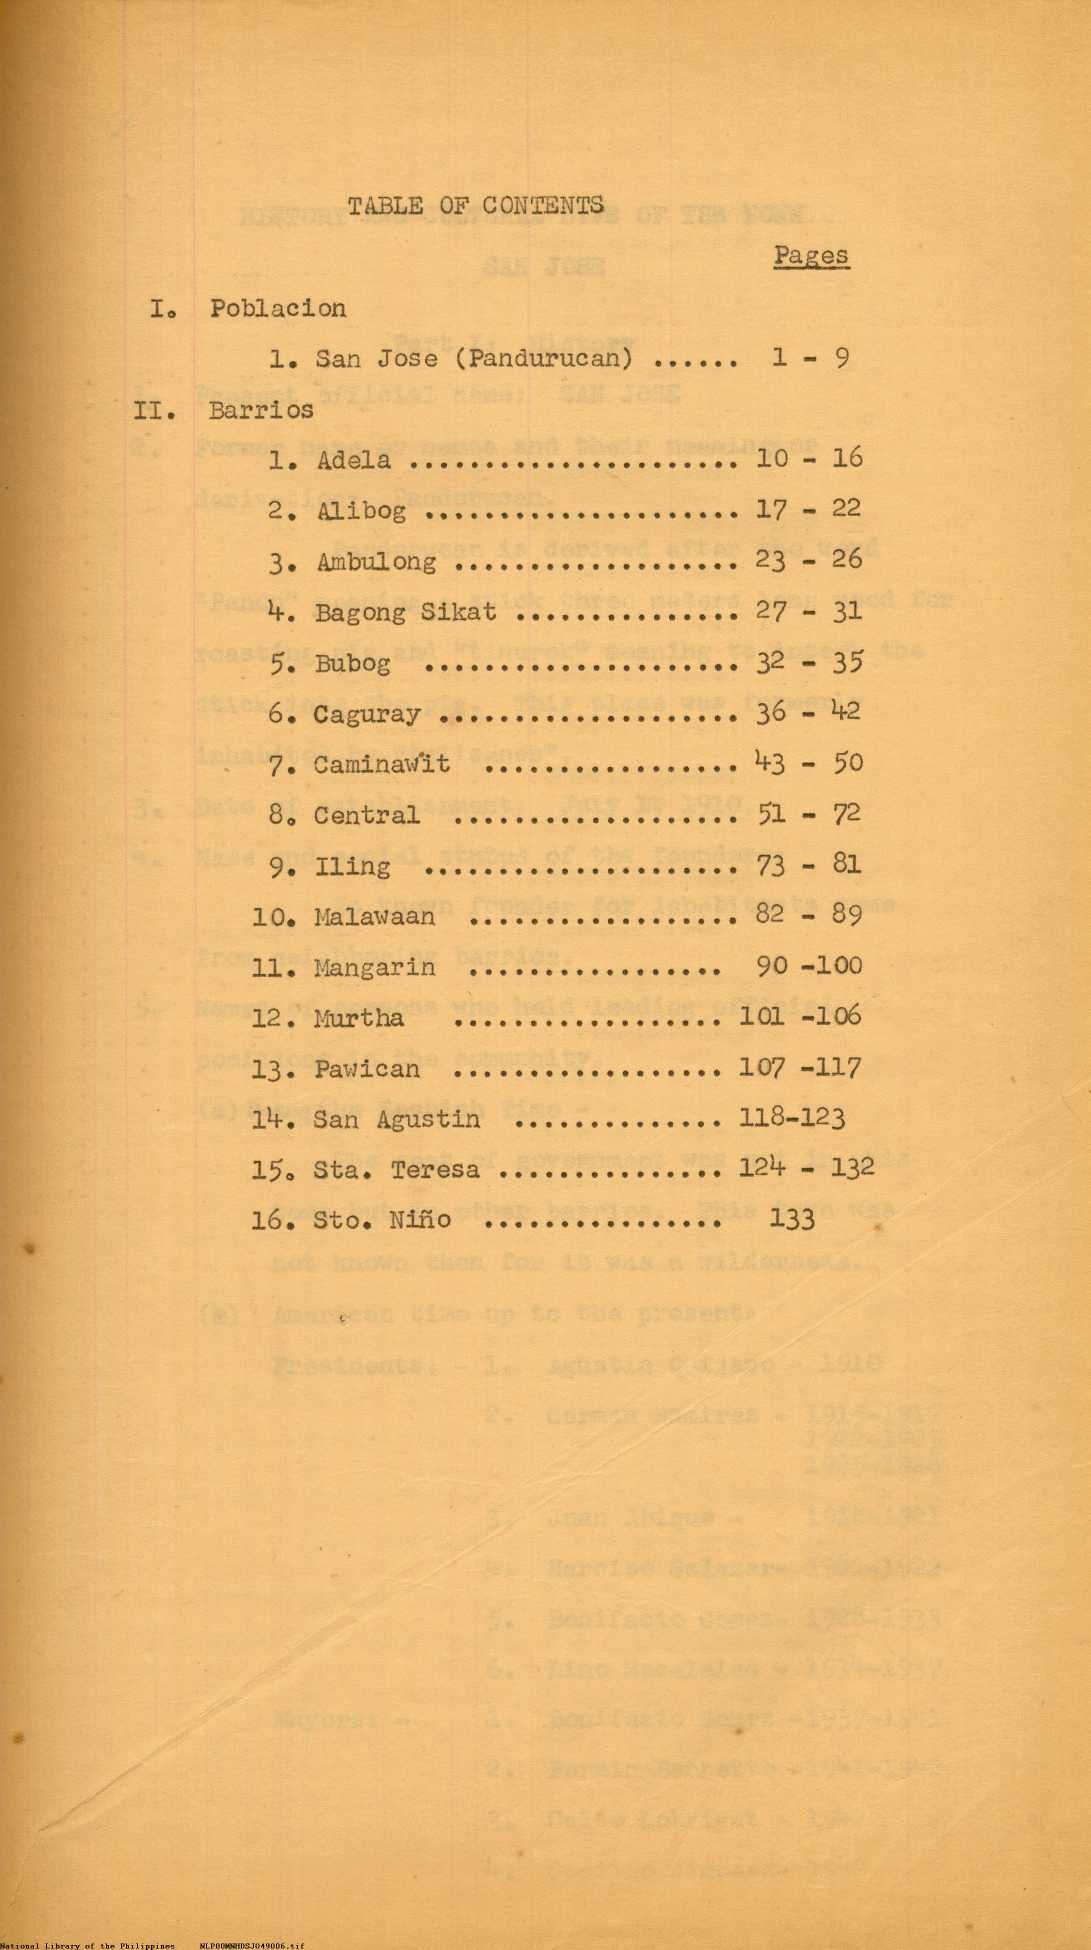 TABLE OF CONTENTS
Pages
I. Poblacion
1. San Jose (Pandurucan) ...... 1 - 9
II. Barrios
1. Adela ...................... 10 - 16
2. Alibog ..................... 17 - 22
3. Ambulong ................... 23 - 26
4. Bagong Sikat ............... 27 - 31
5. Bubog ..................... 32 - 35
6. Caguray .................... 36 - 42
7. Caminawit ................. 43 - 50
8. Central ................... 51 - 72
9. Iling ..................... 73 - 81
10. Malawaan .................. 82 - 89
11. Mangarin ................. 90 -100
12. Murtha .................. 101 -106
13. Pawican .................. 107 -117
14. San Agustin .............. 118-123
15. Sta. Teresa ............... 124 - 132
16. Sto. Niño ................ 133
National Library of the Philippines NLPOOMNHDSJO49006.tif